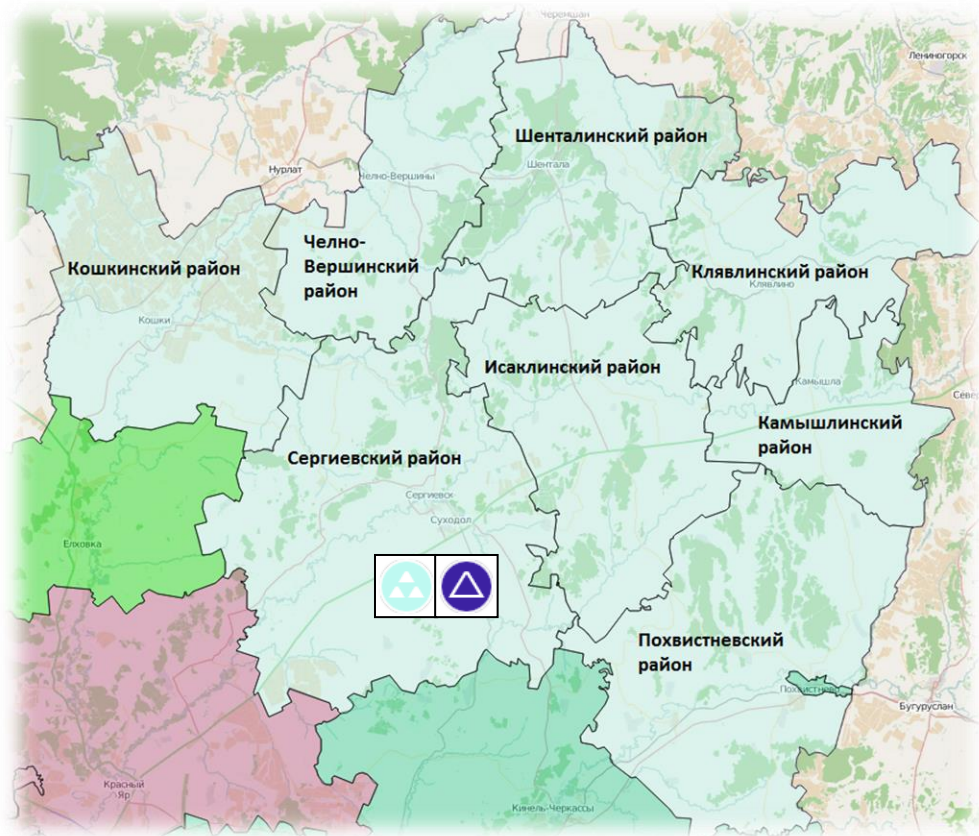 Черемшан
Лениногорск
Шенталинский район
Шентала
Нурлат
Челно-Вершины
Челно-
Вершинский
район
Кошкинский район
Клявлинский район
Клявлино
Кошки
Исаклинский район
Камышла
Камышлинский
район
Сергиевский район
Сергиевск
Суходол
Елховка
Похвистневский
район
Похвистнево
Бугуруслан
Красный
Яр
Кинель-Черкассы